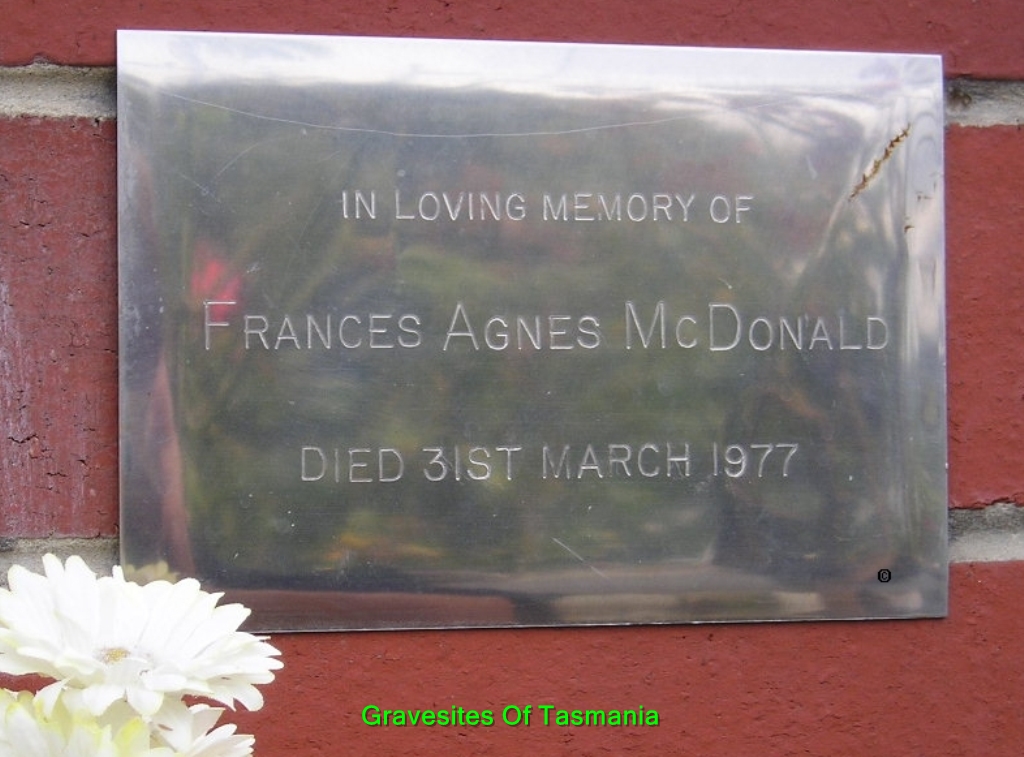 IN LOVING MEMORY OF
FRANCES AGNES MCDONALD
DIED 31ST MARCH 1977
©
Gravesites Of Tasmania